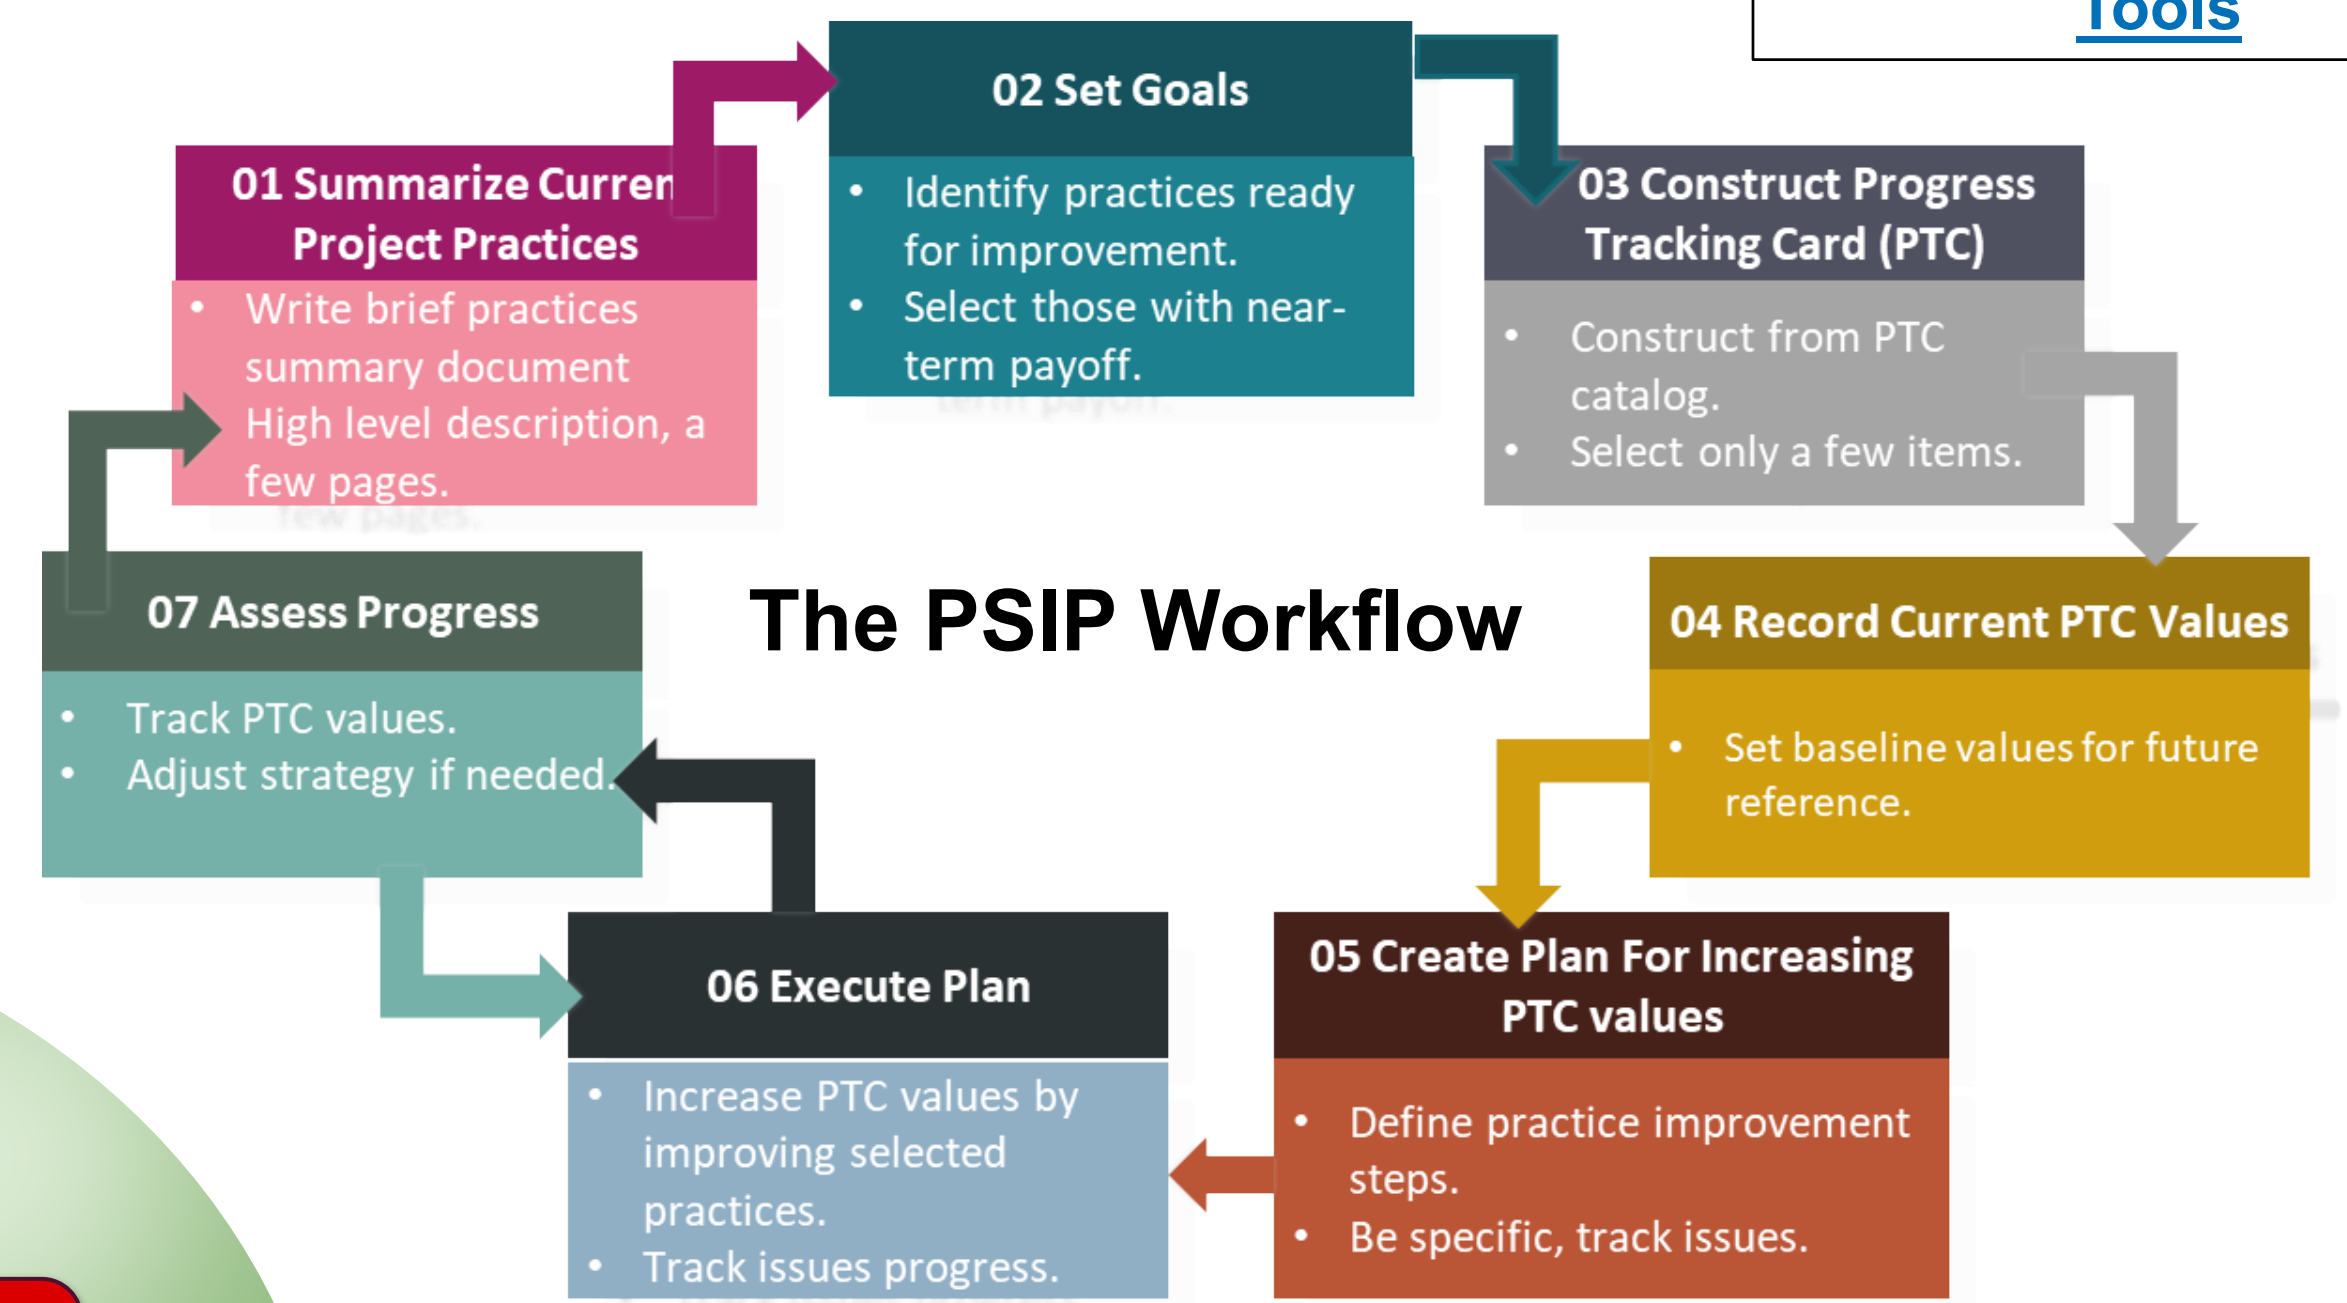 Tools
01 Summarize Curren
Project Practices
• Write brief practices
summary document
High level description, a
few pages.
02 Set Goals
• Identify practices ready
for improvement.
• Select those with near-
term payoff.
03 Construct Progress
Tracking Card (PTC)
• Construct from PTC
catalog.
• Select only a few items.
04 Record Current PTC Values
• Set baseline values for future
reference.
05 Create Plan For Increasing
PTC values
• Define practice improvement
steps.
• Be specific, track issues.
06 Execute Plan
• Increase PTC values by
improving selected
practices.
• Track issues progress.
07 Assess Progress
• Track PTC values.
• Adjust strategy if needed.
The PSIP Workflow